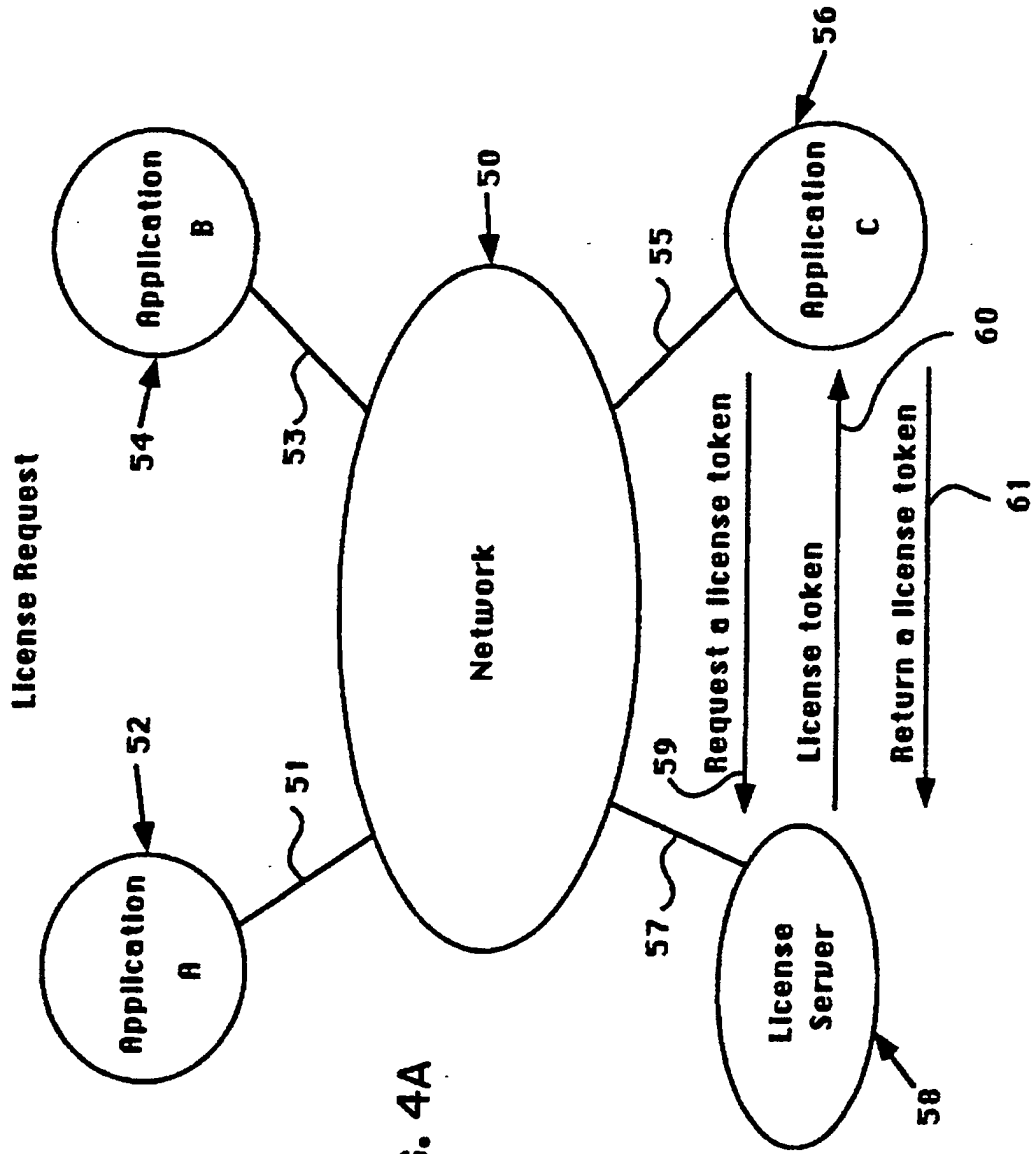 License Request
Application
A
52
51
54
Application
B
53
Network
50
57
55
License
Server
58
59
Request a license token
License token
Return a license token
Application
C
56
60
61
. 4A